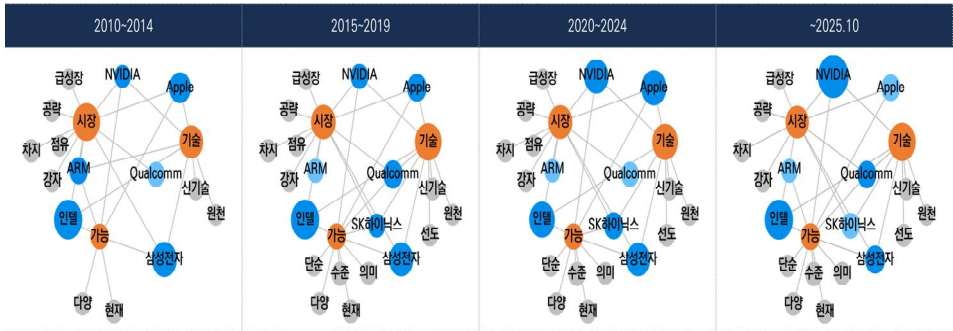 2010~2014
2015~2019
2020~2024
~2025.10
급성장
NVIDIA
Apple
공략
시장
기술
차지
점유
강자
ARM
Qualcomm
신기술
원천
인텔
가능
삼성전자
다양
현재
급성장
NVIDIA
Apple
공략
시장
기술
차지
점유
강자
ARM
Qualcomm
신기술
원천
인텔
SK하이닉스
선도
가능
단순
수준
의미
삼성전자
다양
현재
급성장
NVIDIA
Apple
공략
시장
기술
차지
점유
강자
ARM
Qualcomm
신기술
원천
인텔
SK하이닉스
선도
가능
단순
수준
의미
삼성전자
다양
현재
급성장
NVIDIA
Apple
공략
시장
기술
차지
강자
ARM
Qualcomm
신기술
원천
인텔
SK하이닉스
선도
가능
단순
수준
의미
삼성전자
다양
현재